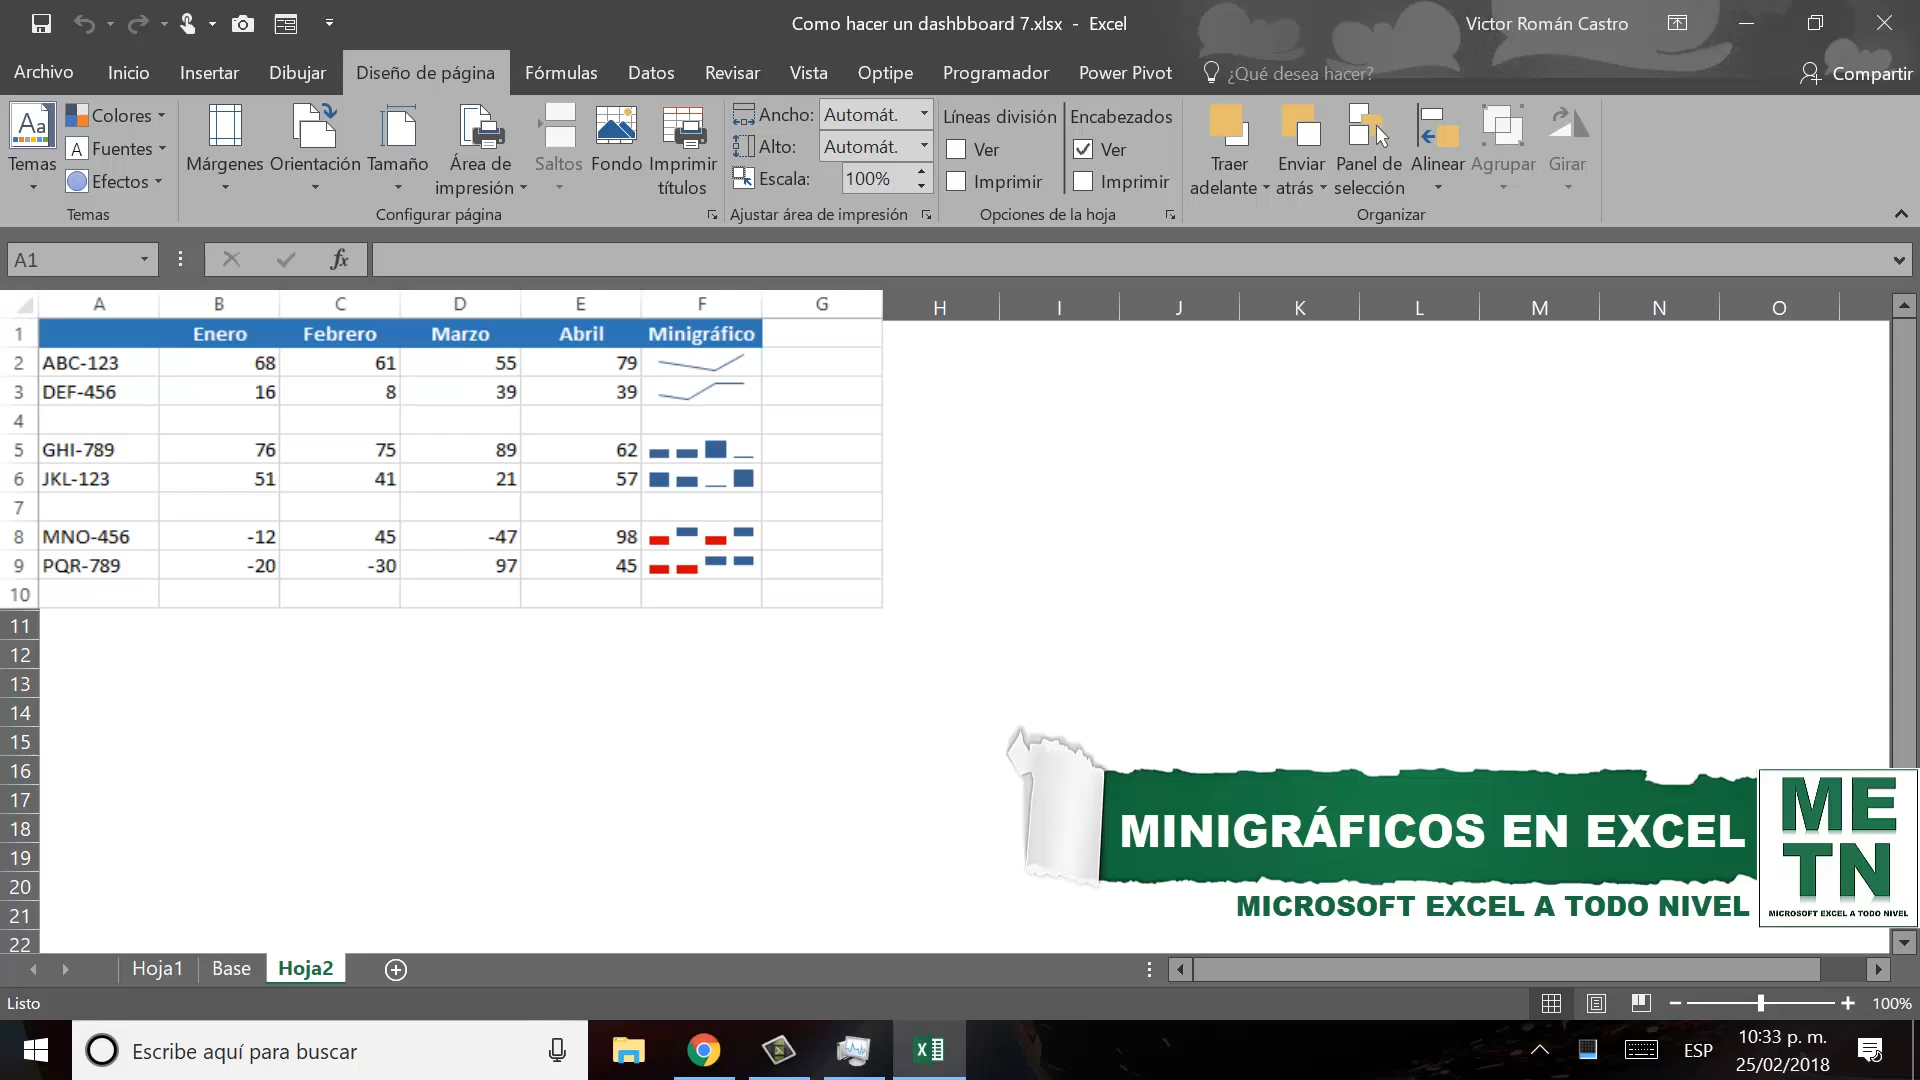 Como hacer un dashbboard 7.xlsx - Excel
Victor Román Castro
Archivo Inicio Insertar Dibujar Diseño de página Fórmulas Datos Revisar Vista Optipe Programador Power Pivot ¿Qué desea hacer? Compartir
Aa
Temas
A
Colores
Fuentes
Efectos
Temas
Márgenes
Orientación
Tamaño
Área de
impresión
Saltos
Fondo
Imprimir
títulos
Configurar página
Ancho: Automát.
Alto: Automát.
Escala: 100%
Ajustar área de impresión
Líneas división
Ver
Imprimir
Encabezados
Ver
Imprimir
Opciones de la hoja
Traer
adelante
Enviar
atrás
Panel de
selección
Alinear
Agrupar
Girar
Organizar
A1
fx
A B C D E F G H I J K L M N O
1 Enero Febrero Marzo Abril Minigráfico
2 ABC-123 68 61 55 79
3 DEF-456 16 8 39 39
4
5 GHI-789 76 75 89 62
6 JKL-123 51 41 21 57
7
8 MNO-456 -12 45 -47 98
9 PQR-789 -20 -30 97 45
10
11
12
13
14
15
16
17
18
19
20
21
22
MINIGRÁFICOS EN EXCEL
MICROSOFT EXCEL A TODO NIVEL
ME
TN
MICROSOFT EXCEL A TODO NIVEL
Hoja1 Base Hoja2
Listo
100%
Escribe aquí para buscar
ESP
10:33 p. m.
25/02/2018